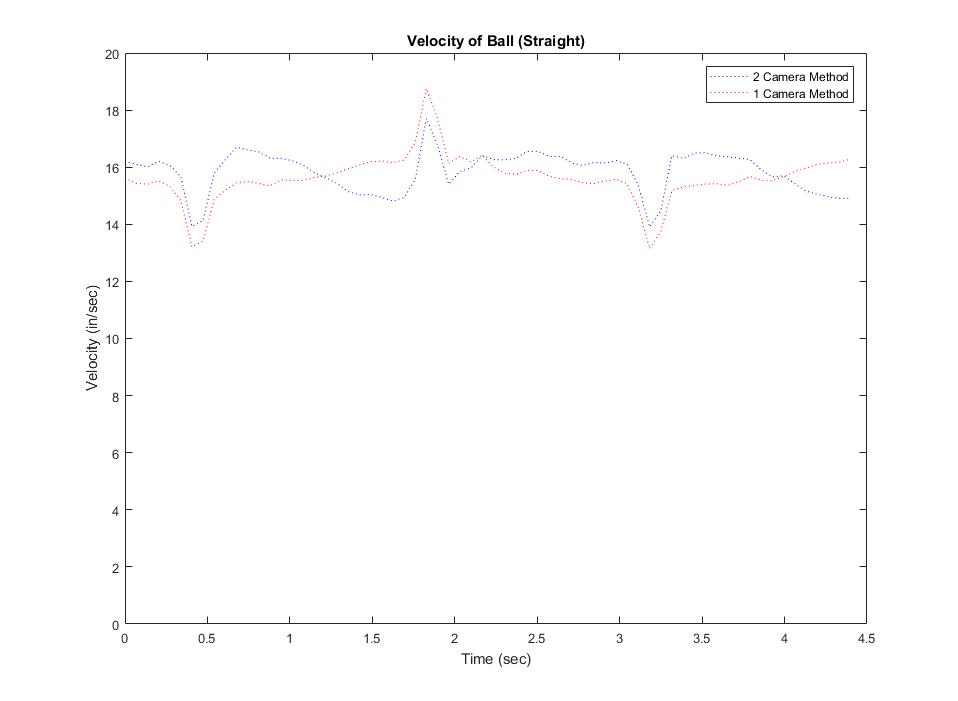 Velocity of Ball (Straight)
2 Camera Method
1 Camera Method
20
18
16
14
12
10
8
6
4
2
0
Velocity (in/sec)
0 0.5 1 1.5 2 2.5 3 3.5 4 4.5
Time (sec)